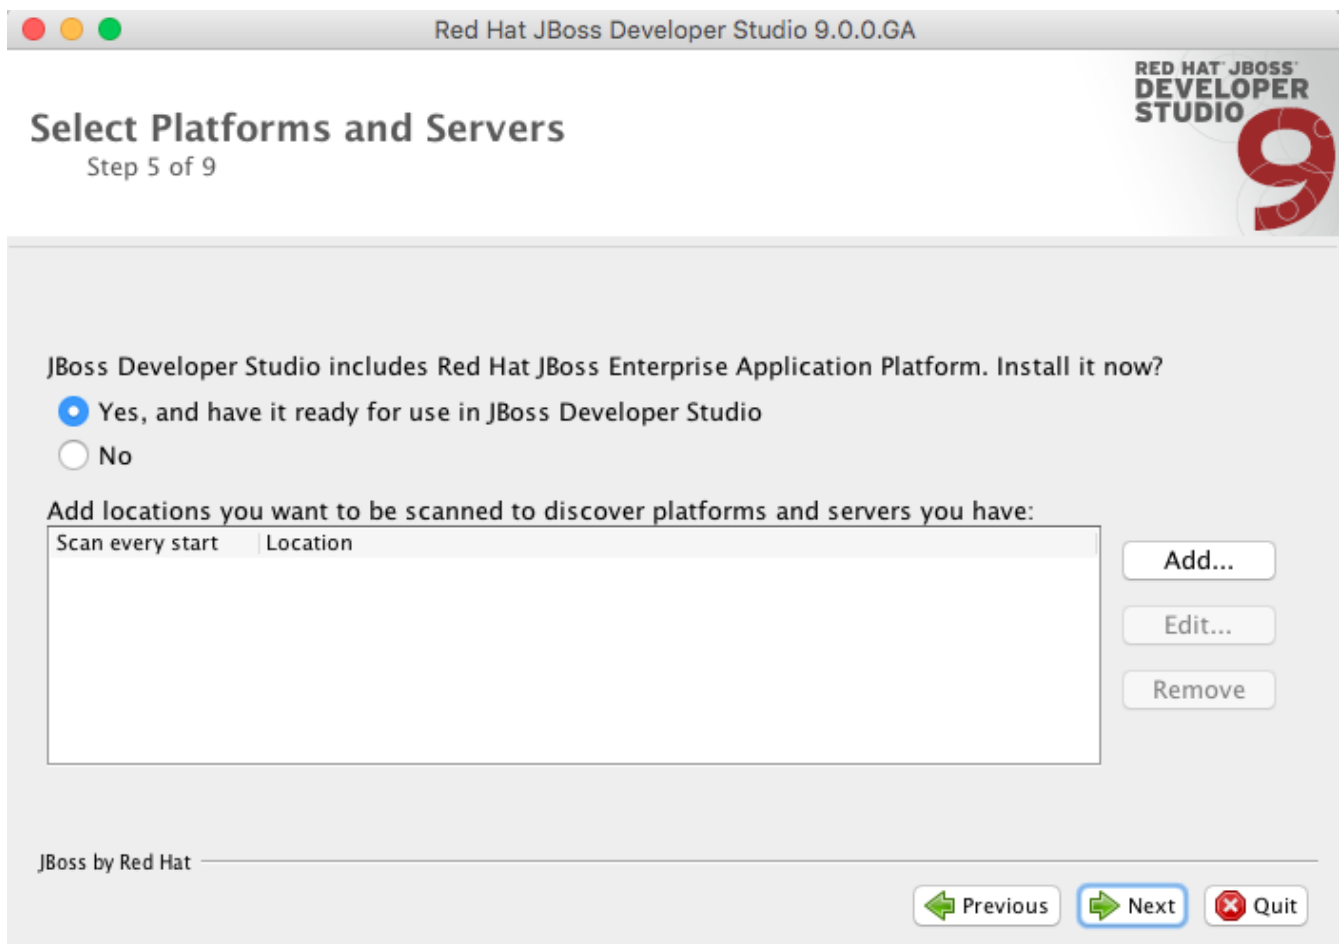 Red Hat JBoss Developer Studio 9.0.0.GA
RED HAT JBOSS
DEVELOPER
STUDIO
9
Select Platforms and Servers
Step 5 of 9
JBoss Developer Studio includes Red Hat JBoss Enterprise Application Platform. Install it now?
Yes, and have it ready for use in JBoss Developer Studio
No
Add locations you want to be scanned to discover platforms and servers you have:
Scan every start Location
Add...
Edit...
Remove
JBoss by Red Hat
Previous Next Quit